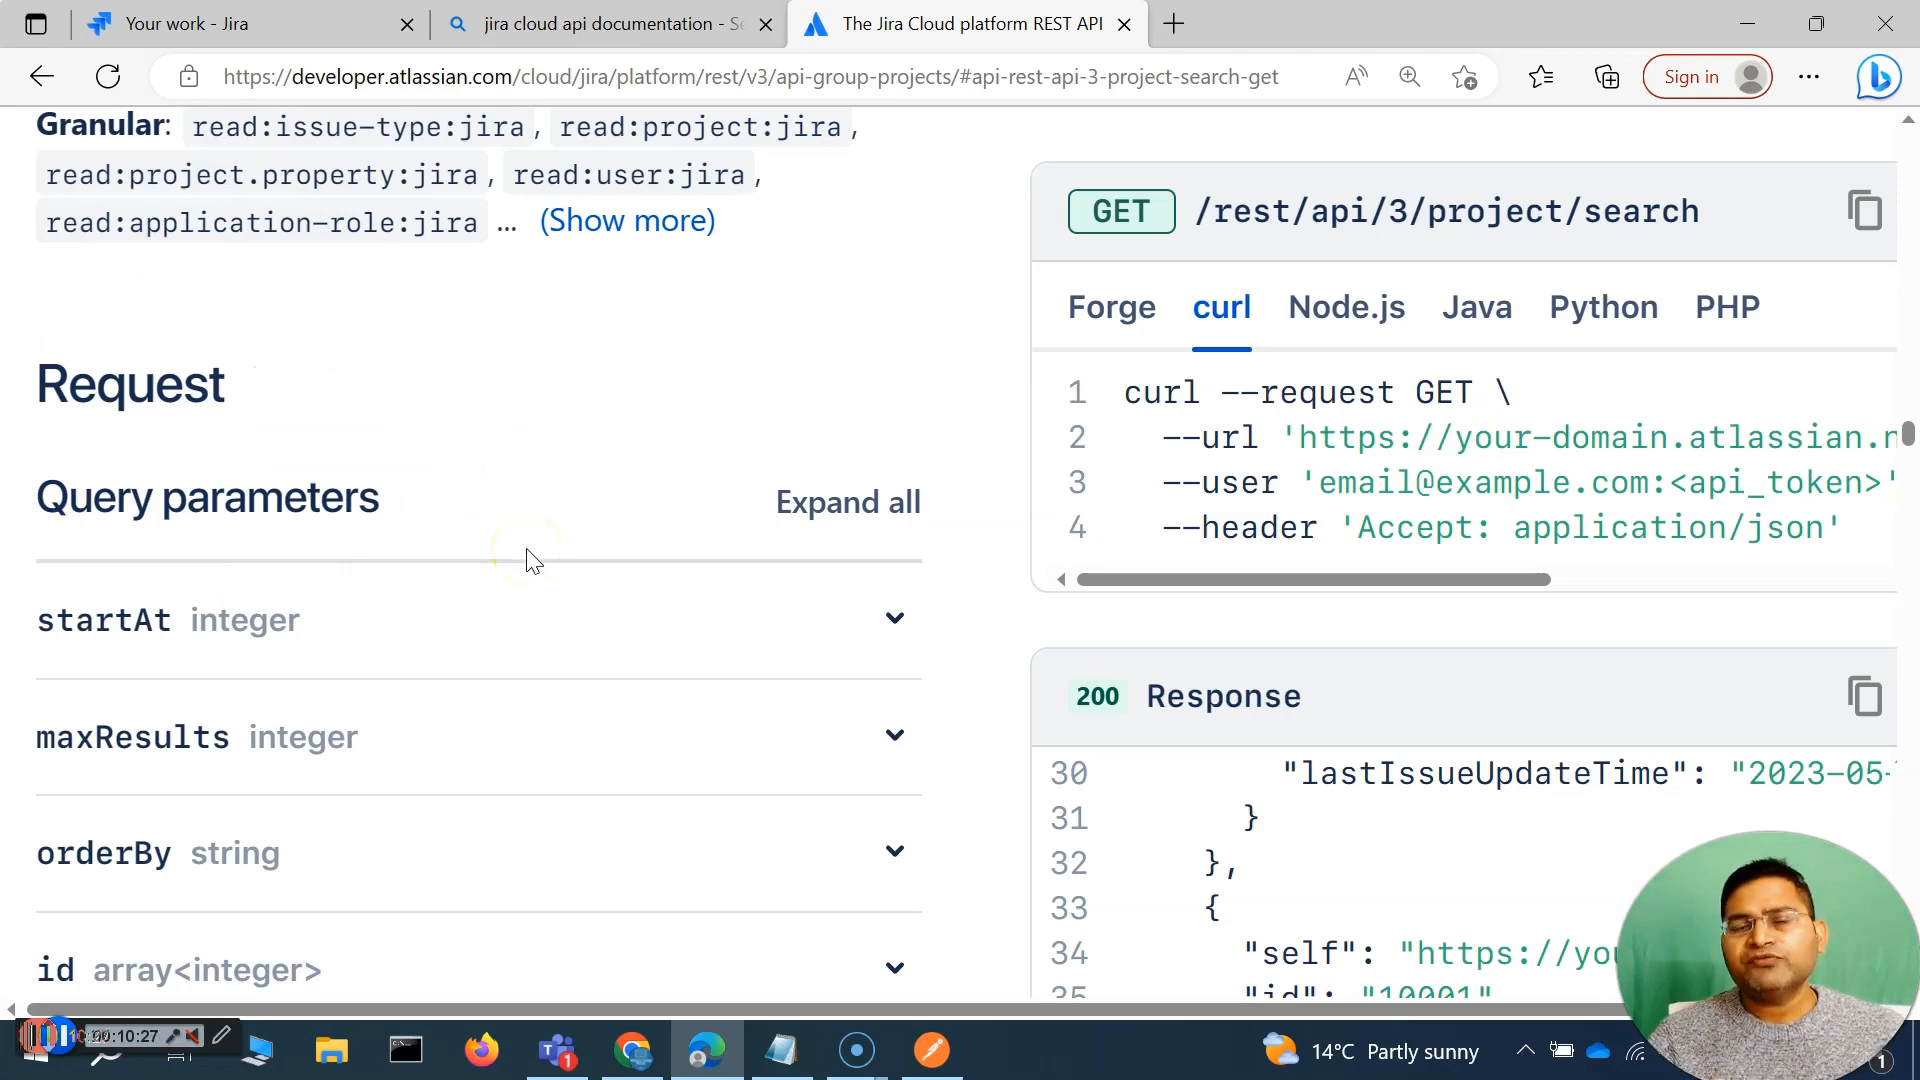 Your work - Jira
jira cloud api documentation - Se
The Jira Cloud platform REST API
https://developer.atlassian.com/cloud/jira/platform/rest/v3/api-group-projects/#api-rest-api-3-project-search-get
Sign in
Granular: read:issue-type:jira, read:project:jira,
read:project.property:jira, read:user:jira,
read:application-role:jira ... (Show more)
Request
Query parameters
Expand all
startAt integer
maxResults integer
orderBy string
id array<integer>
GET /rest/api/3/project/search
Forge curl Node.js Java Python PHP
1 curl --request GET \
2 --url 'https://your-domain.atlassian.n
3 --user 'email@example.com:<api_token>'
4 --header 'Accept: application/json'
200 Response
30 "lastIssueUpdateTime": "2023-05-
31 }
32 },
33 {
34 "self": "https://you
35 "id": "10001"
00:10:27
1
14°C Partly sunny
1